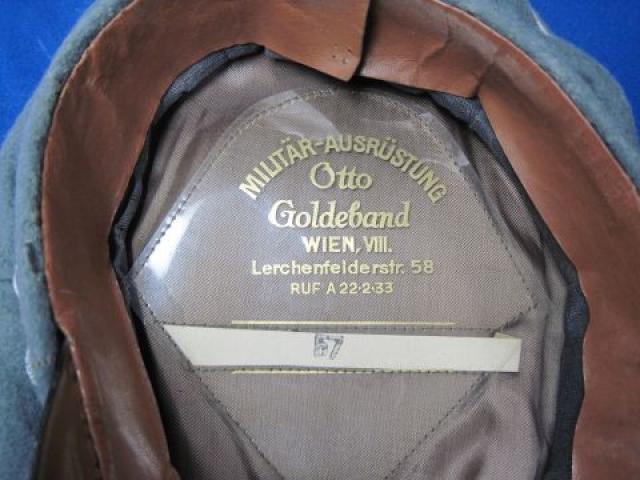 MILITÄR-AUSRÜSTUNG
Otto
Goldeband
WIEN, VIII.
Lerchenfelderstr. 58
RUF A 22·2·33
57